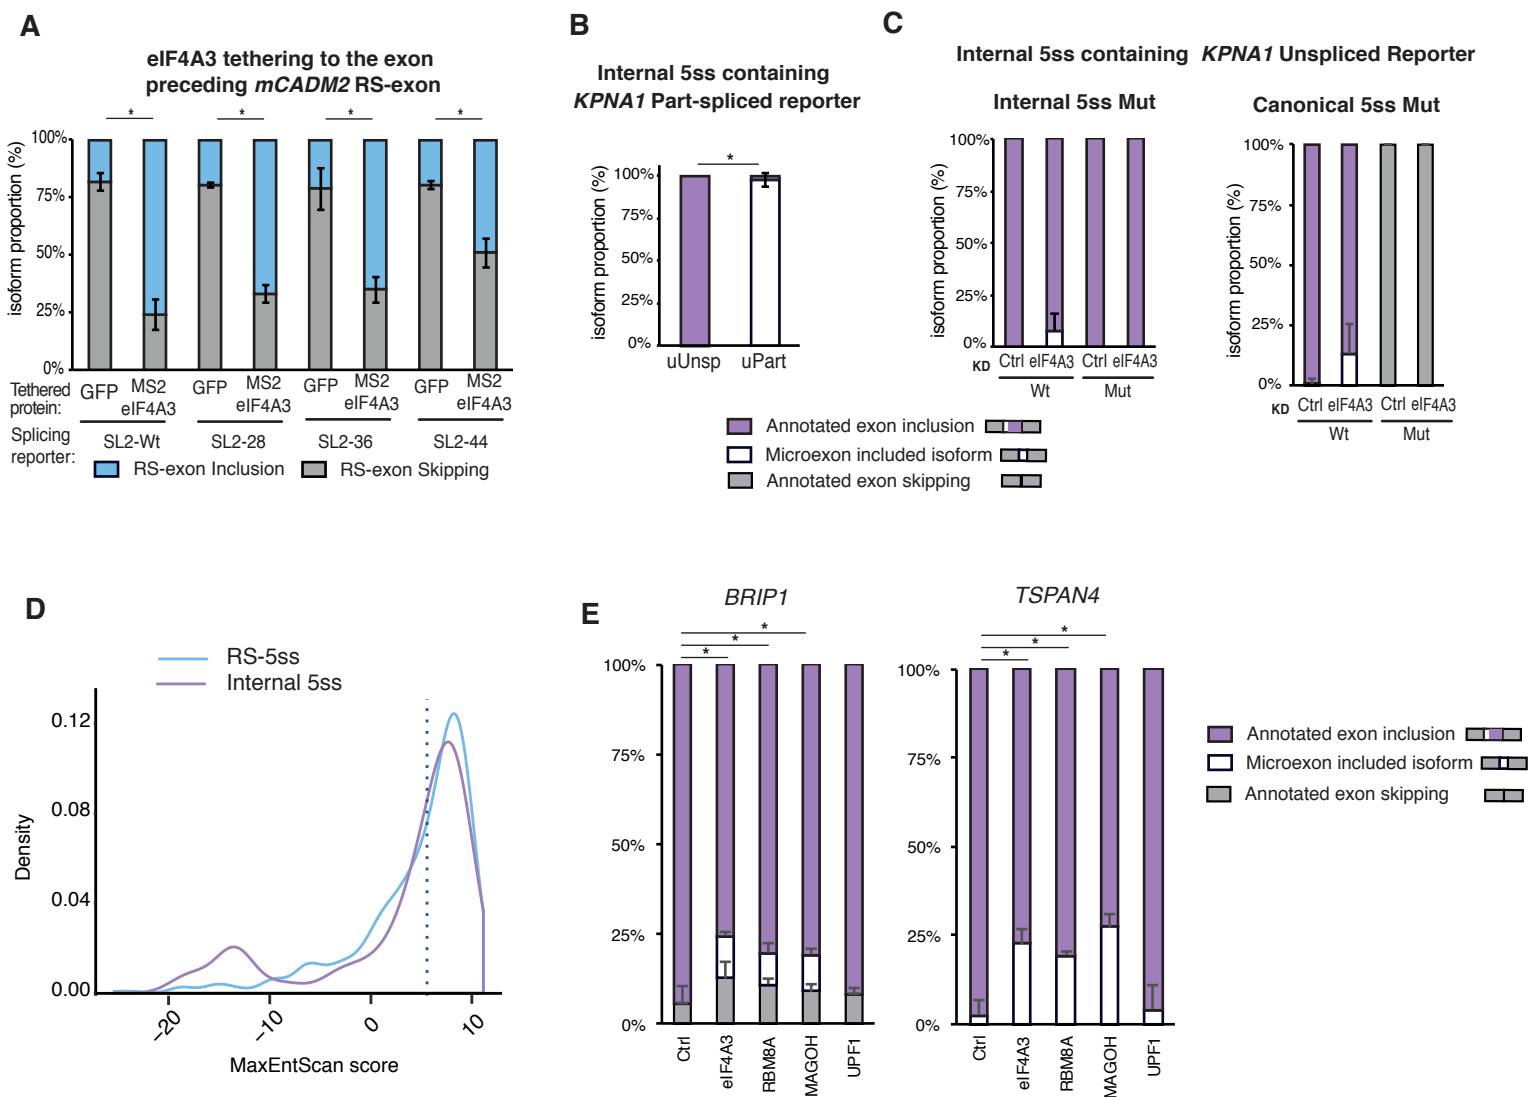 A
eIF4A3 tethering to the exon
preceding mCADM2 RS-exon
* * * *
isoform proportion (%)
100%
75%
50%
25%
0%
Tethered protein:
GFP MS2 eIF4A3 GFP MS2 eIF4A3 GFP MS2 eIF4A3 GFP MS2 eIF4A3
Splicing reporter:
SL2-Wt SL2-28 SL2-36 SL2-44
RS-exon Inclusion RS-exon Skipping
B
Internal 5ss containing
KPNA1 Part-spliced reporter
*
isoform proportion (%)
100%
75%
50%
25%
0%
uUnsp uPart
C
Internal 5ss containing KPNA1 Unspliced Reporter
Internal 5ss Mut
isoform proportion (%)
100%
75%
50%
25%
0%
KD Ctrl eIF4A3 Ctrl eIF4A3
Wt Mut
Canonical 5ss Mut
isoform proportion (%)
100%
75%
50%
25%
0%
KD Ctrl eIF4A3 Ctrl eIF4A3
Wt Mut
Annotated exon inclusion
Microexon included isoform
Annotated exon skipping
D
RS-5ss
Internal 5ss
Density
0.12
0.08
0.04
0.00
−20 −10 0 10
MaxEntScan score
E
BRIP1
*
*
*
100%
75%
50%
25%
0%
Ctrl eIF4A3 RBM8A MAGOH UPF1
TSPAN4
*
*
*
100%
75%
50%
25%
0%
Ctrl eIF4A3 RBM8A MAGOH UPF1
Annotated exon inclusion
Microexon included isoform
Annotated exon skipping